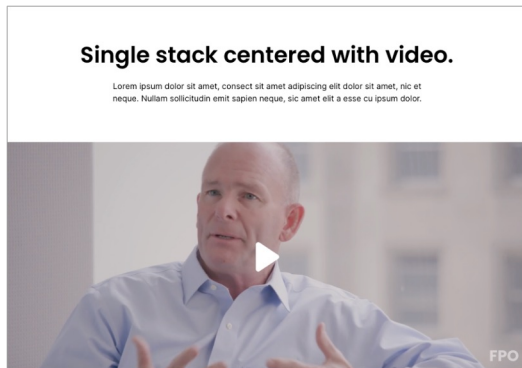 Single stack centered with video.
Lorem ipsum dolor sit amet, consect sit amet adipiscing elit dolor sit amet, nic et
neque. Nullam sollicitudin emit sapien neque, sic amet elit a esse cu ipsum dolor.
FPO